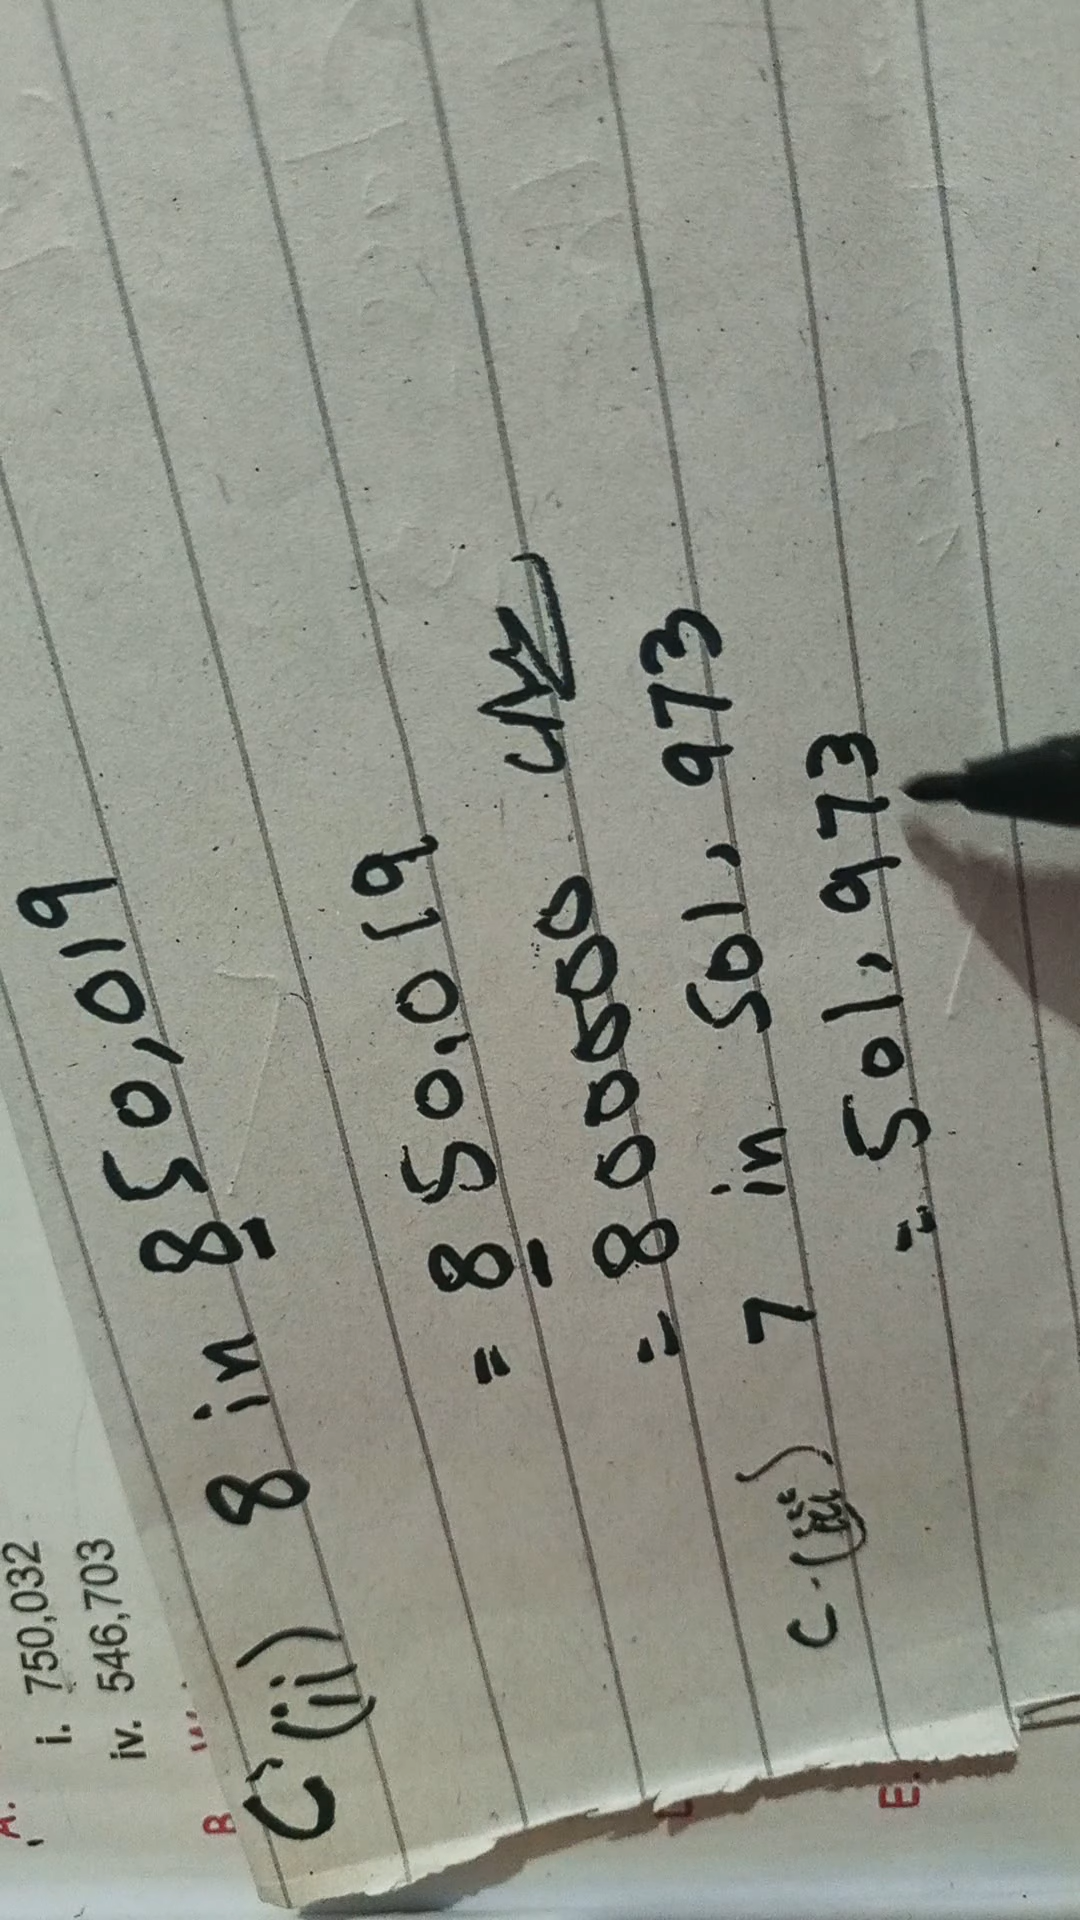 A.
i. 750,032
iv. 546,703
B
C (ii) 8 in 850,019
= 850,019
= 800000
C.(iii) 7 in 501,973
= 501,973
E.